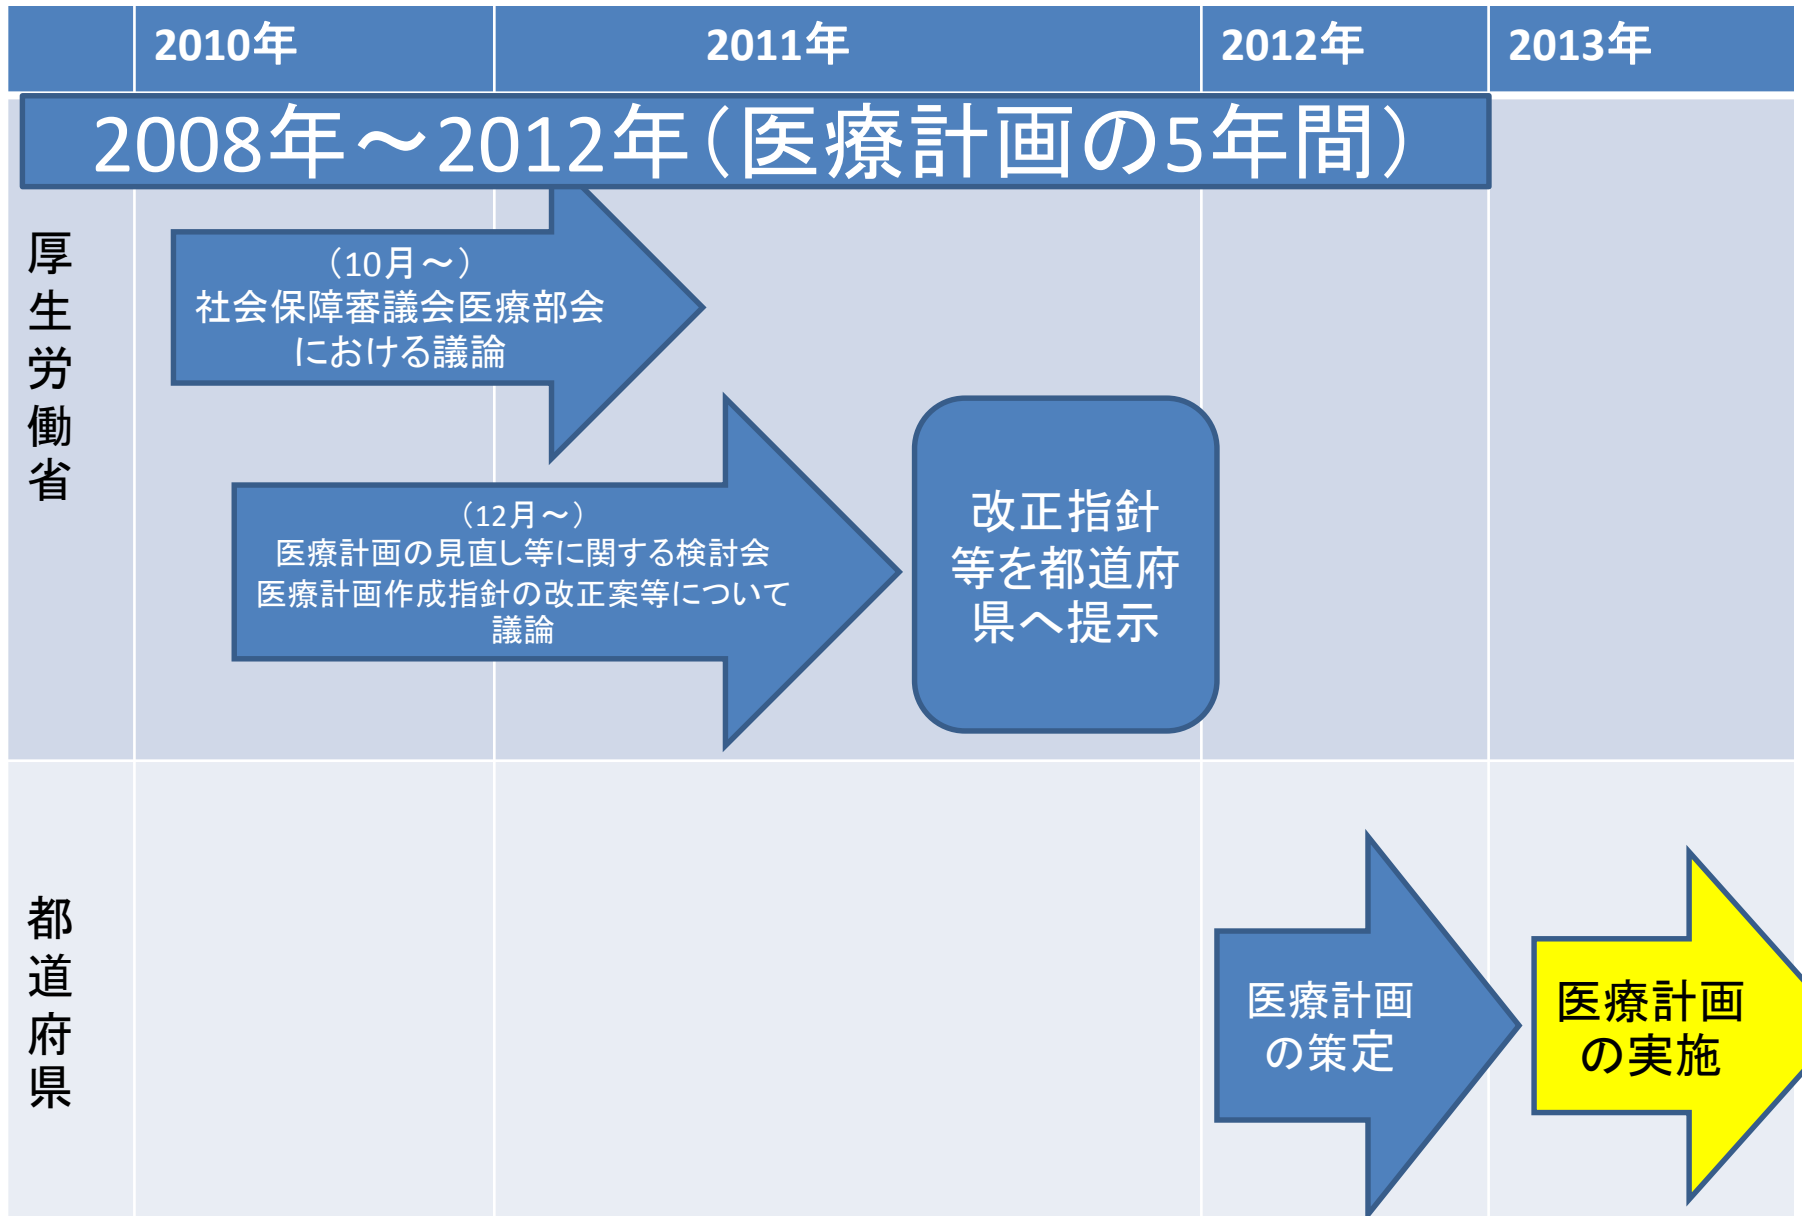 2010年
2011年
2012年
2013年
2008年～2012年（医療計画の5年間）
厚生労働省
（10月～）
社会保障審議会医療部会
における議論
（12月～）
医療計画の見直し等に関する検討会
医療計画作成指針の改正案等について
議論
改正指針
等を都道府
県へ提示
都道府県
医療計画
の策定
医療計画
の実施